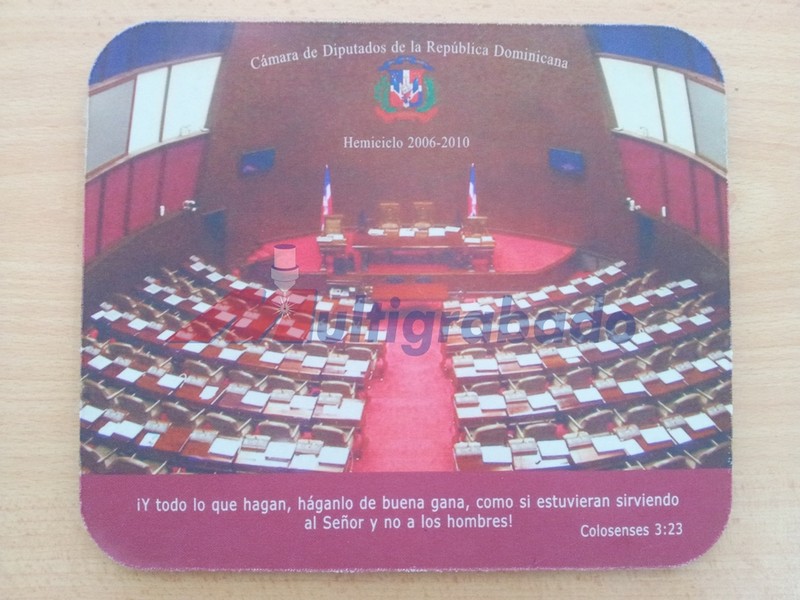 Cámara de Diputados de la República Dominicana
Hemiciclo 2006-2010
Multigrabado
¡Y todo lo que hagan, háganlo de buena gana, como si estuvieran sirviendo
al Señor y no a los hombres!
Colosenses 3:23